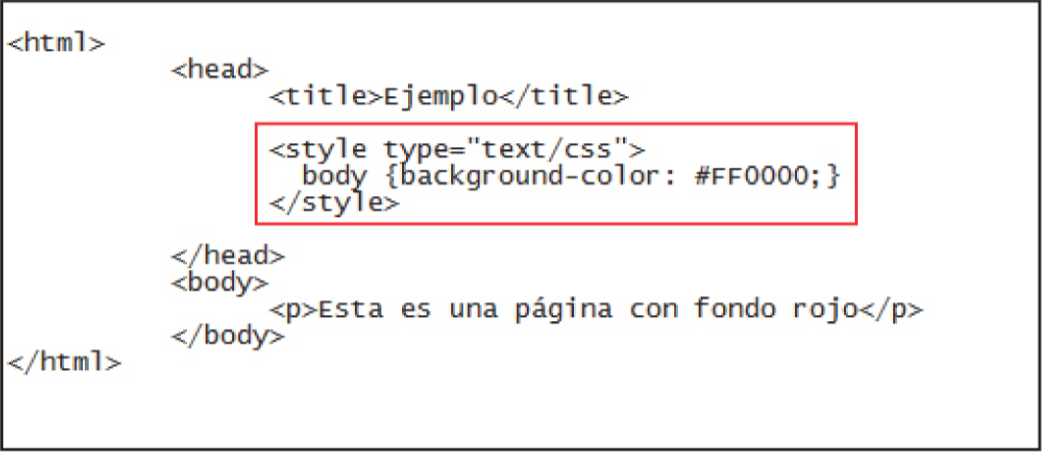 <html>
<head>
<title>Ejemplo</title>
<style type="text/css">
body {background-color: #FF0000;}
</style>
</head>
<body>
<p>Esta es una página con fondo rojo</p>
</body>
</html>